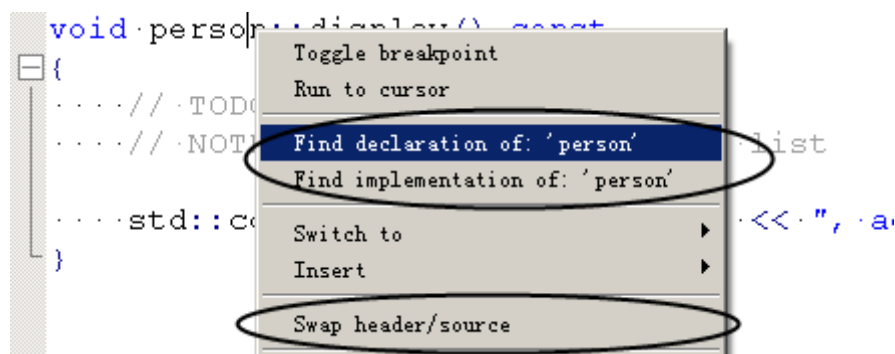 void person::display() const
Toggle breakpoint
{
Run to cursor
// TODO
Find declaration of: 'person'
// NOT list
Find implementation of: 'person'
std::co << ",
Switch to
}
Insert
Swap header/source